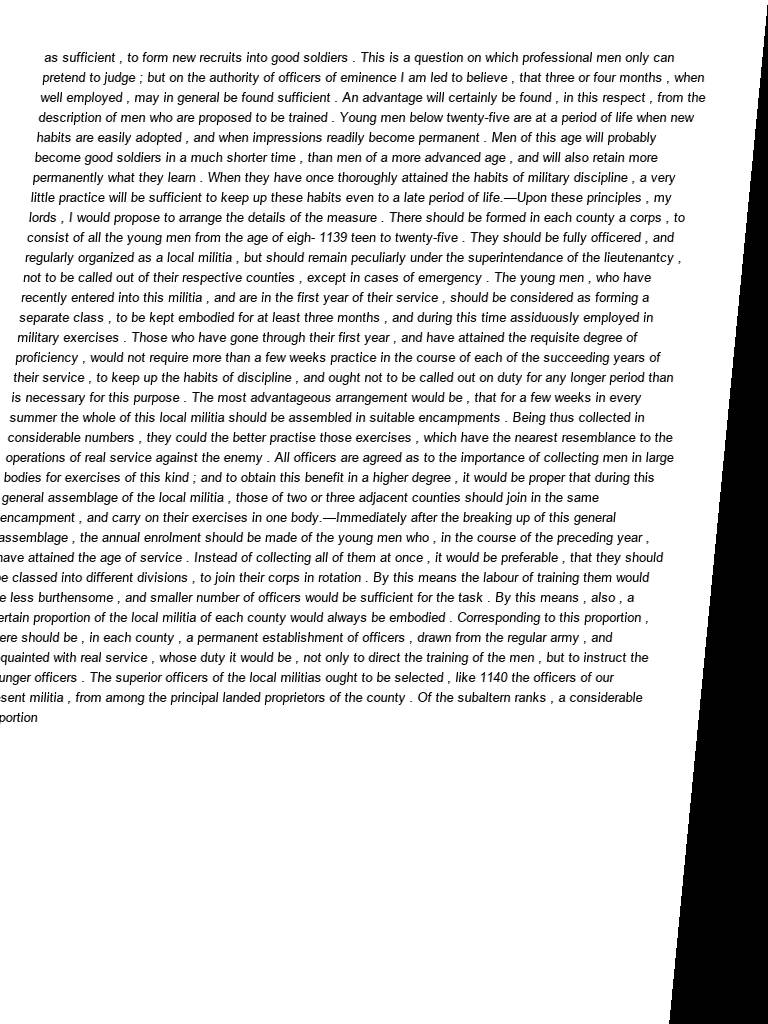 as sufficient , to form new recruits into good soldiers . This is a question on which professional men only can
pretend to judge ; but on the authority of officers of eminence I am led to believe , that three or four months , when
well employed , may in general be found sufficient . An advantage will certainly be found , in this respect , from the
description of men who are proposed to be trained . Young men below twenty-five are at a period of life when new
habits are easily adopted , and when impressions readily become permanent . Men of this age will probably
become good soldiers in a much shorter time , than men of a more advanced age , and will also retain more
permanently what they learn . When they have once thoroughly attained the habits of military discipline , a very
little practice will be sufficient to keep up these habits even to a late period of life.—Upon these principles , my
lords , I would propose to arrange the details of the measure . There should be formed in each county a corps , to
consist of all the young men from the age of eigh- 1139 teen to twenty-five . They should be fully officered , and
regularly organized as a local militia , but should remain peculiarly under the superintendance of the lieutenantcy ,
not to be called out of their respective counties , except in cases of emergency . The young men , who have
recently entered into this militia , and are in the first year of their service , should be considered as forming a
separate class , to be kept embodied for at least three months , and during this time assiduously employed in
military exercises . Those who have gone through their first year , and have attained the requisite degree of
proficiency , would not require more than a few weeks practice in the course of each of the succeeding years of
their service , to keep up the habits of discipline , and ought not to be called out on duty for any longer period than
is necessary for this purpose . The most advantageous arrangement would be , that for a few weeks in every
summer the whole of this local militia should be assembled in suitable encampments . Being thus collected in
considerable numbers , they could the better practise those exercises , which have the nearest resemblance to the
operations of real service against the enemy . All officers are agreed as to the importance of collecting men in large
bodies for exercises of this kind ; and to obtain this benefit in a higher degree , it would be proper that during this
general assemblage of the local militia , those of two or three adjacent counties should join in the same
encampment , and carry on their exercises in one body.—Immediately after the breaking up of this general
assemblage , the annual enrolment should be made of the young men who , in the course of the preceding year ,
have attained the age of service . Instead of collecting all of them at once , it would be preferable , that they should
be classed into different divisions , to join their corps in rotation . By this means the labour of training them would
less burthensome , and smaller number of officers would be sufficient for the task . By this means , also , a
proportion of the local militia of each county would always be embodied . Corresponding to this proportion ,
should be , in each county , a permanent establishment of officers , drawn from the regular army , and
with real service , whose duty it would be , not only to direct the training of the men , but to instruct the
officers . The superior officers of the local militias ought to be selected , like 1140 the officers of our
militia , from among the principal landed proprietors of the county . Of the subaltern ranks , a considerable